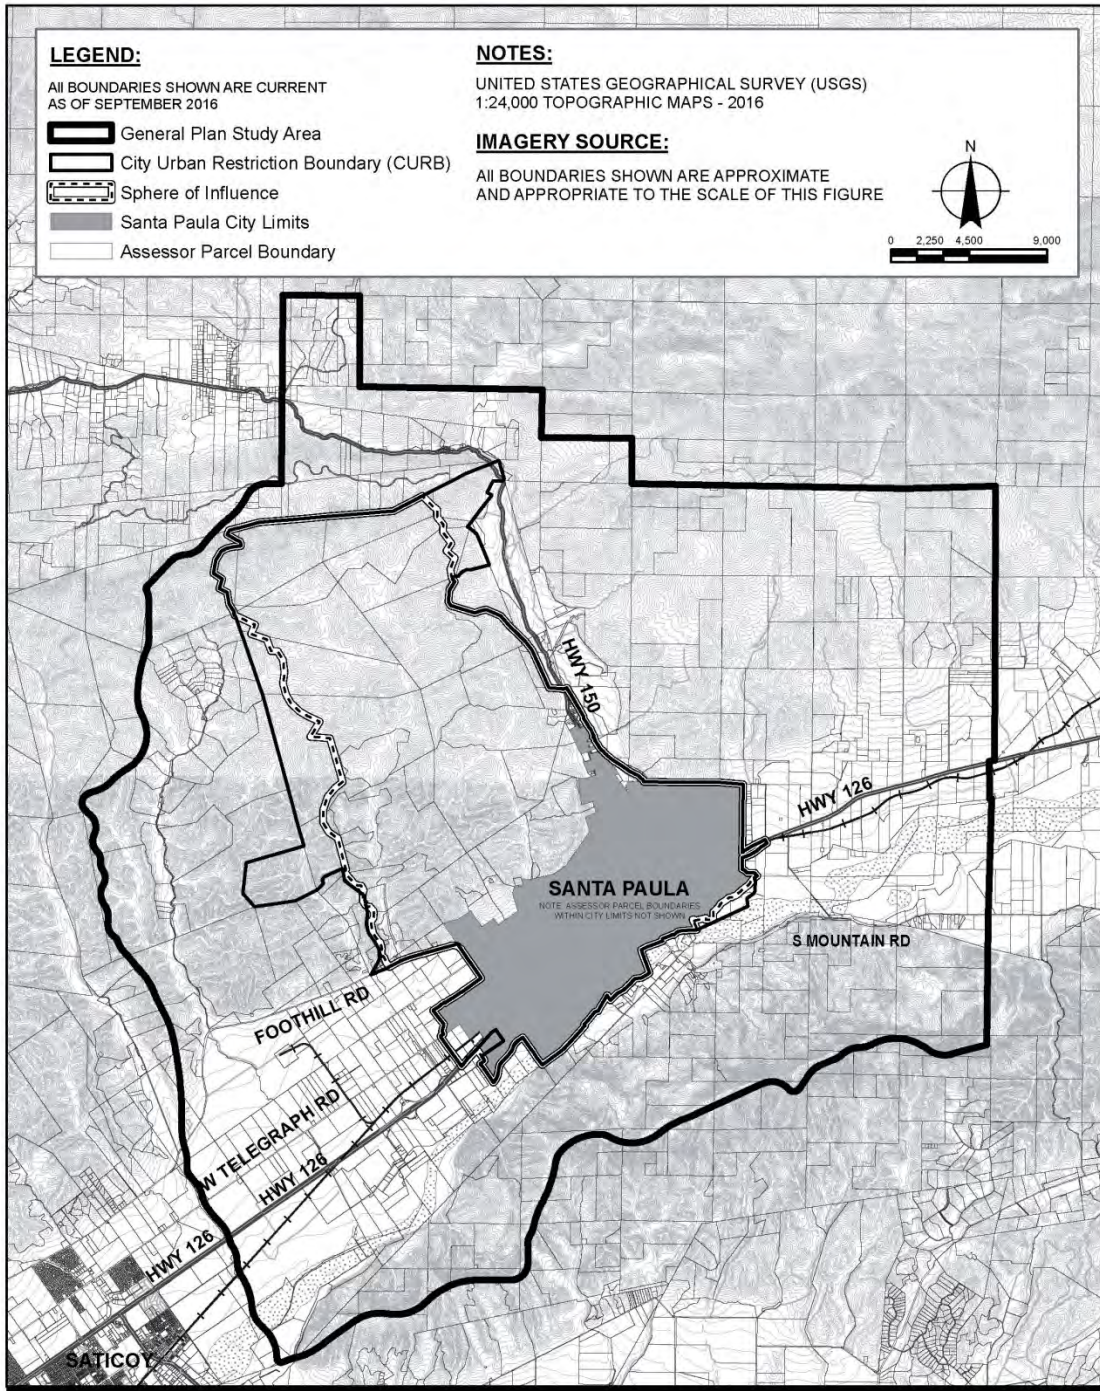 LEGEND:
All BOUNDARIES SHOWN ARE CURRENT
AS OF SEPTEMBER 2016
General Plan Study Area
City Urban Restriction Boundary (CURB)
Sphere of Influence
Santa Paula City Limits
Assessor Parcel Boundary
NOTES:
UNITED STATES GEOGRAPHICAL SURVEY (USGS)
1:24,000 TOPOGRAPHIC MAPS - 2016
IMAGERY SOURCE:
All BOUNDARIES SHOWN ARE APPROXIMATE
AND APPROPRIATE TO THE SCALE OF THIS FIGURE
N
0 2,250 4,500 9,000
HWY 150
HWY 126
SANTA PAULA
NOTE: ASSESSOR PARCEL BOUNDARIES
WITHIN CITY LIMITS NOT SHOWN
S MOUNTAIN RD
FOOTHILL RD
W TELEGRAPH RD
HWY 126
HWY 126
SATICOY